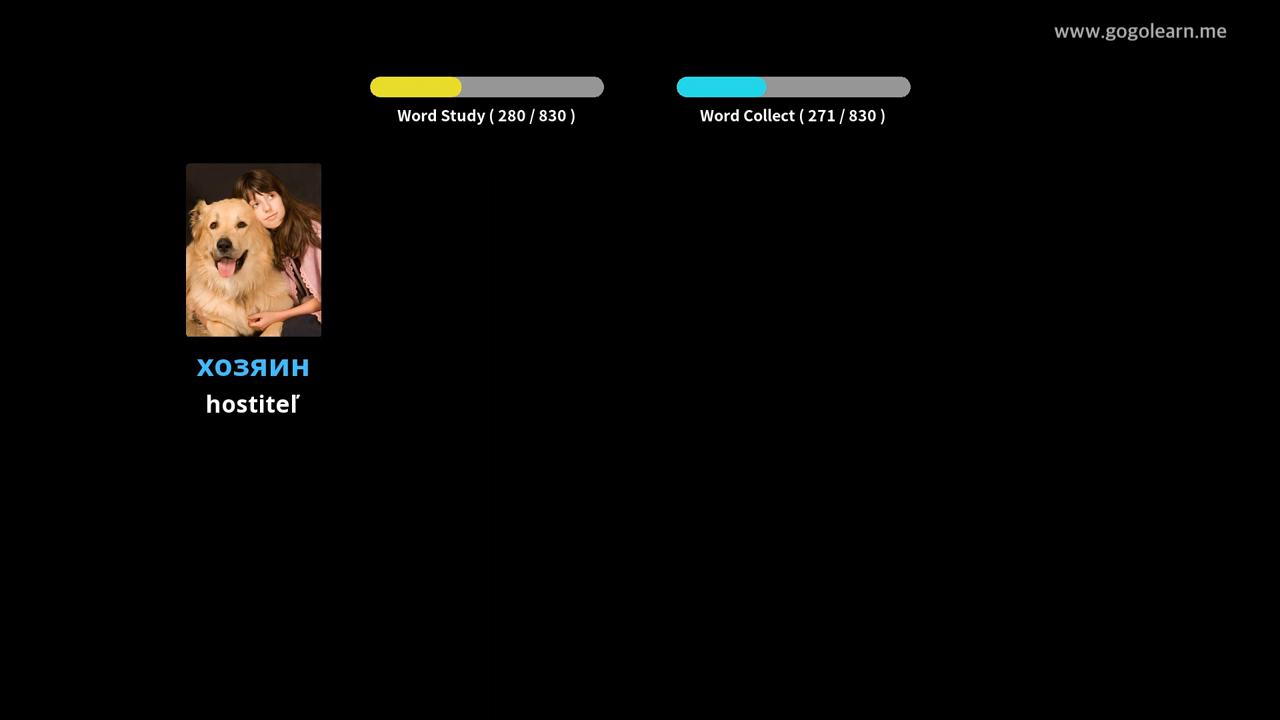 www.gogolearn.me
Word Study ( 280 / 830 )
Word Collect ( 271 / 830 )
хозяин
hostiteľ